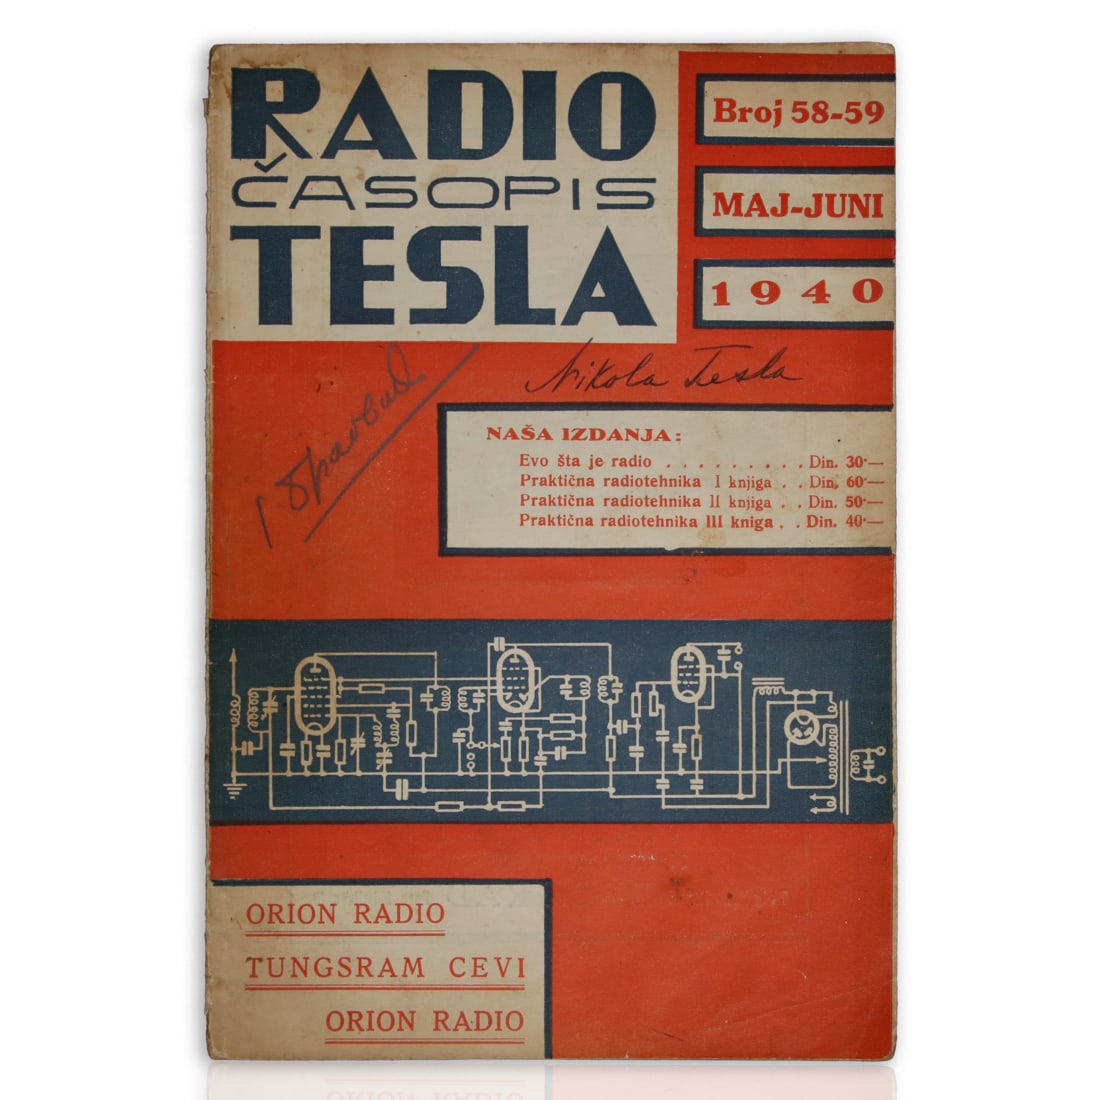 RADIO
ČASOPIS
TESLA
Broj 58-59
MAJ-JUNI
1940
Nikola Tesla
NAŠA IZDANJA:
Evo šta je radio . . . . . . . . . Din. 30·—
Praktična radiotehnika I knjiga . . Din. 60·—
Praktična radiotehnika II knjiga . . Din. 50·—
Praktična radiotehnika III kniga . . Din. 40·—
ORION RADIO
TUNGSRAM CEVI
ORION RADIO